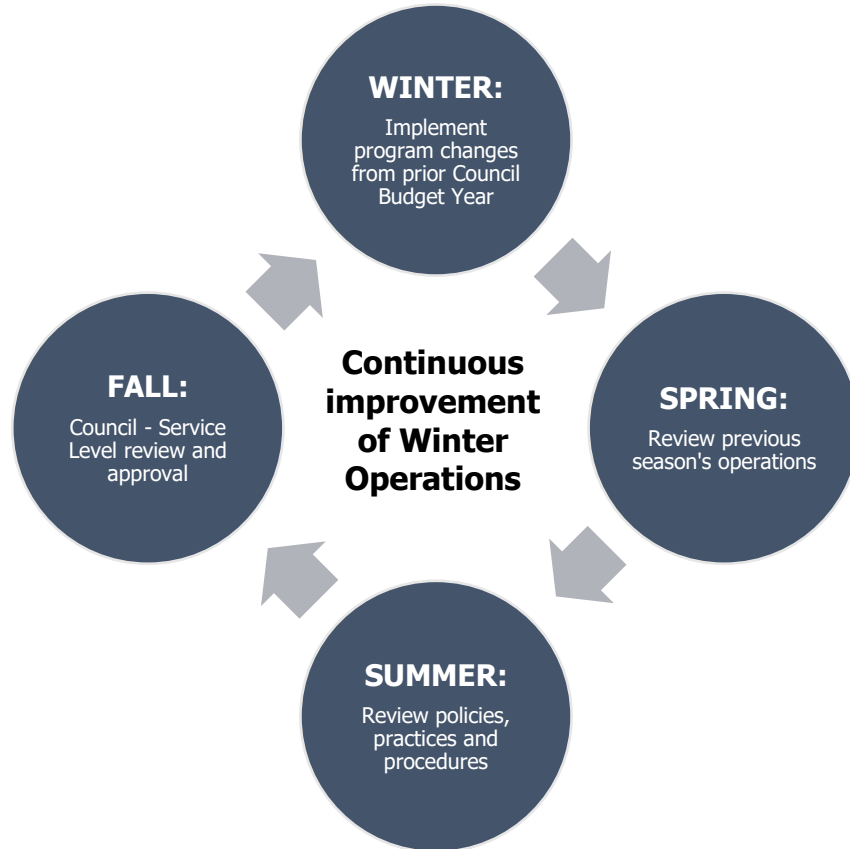 WINTER:
Implement
program changes
from prior Council
Budget Year
Continuous
improvement
of Winter
Operations
FALL:
Council - Service
Level review and
approval
SPRING:
Review previous
season's operations
SUMMER:
Review policies,
practices and
procedures